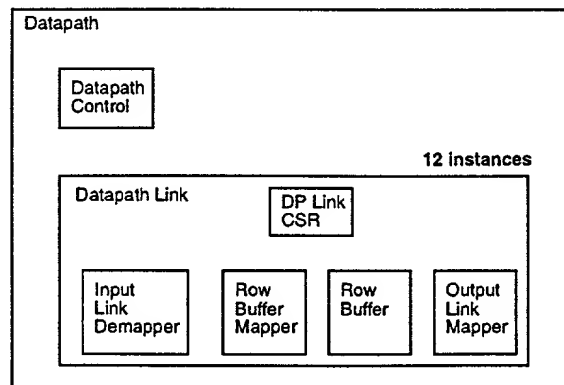 Datapath
Datapath
Control
12 instances
Datapath Link
DP Link
CSR
Input
Link
Demapper
Row
Buffer
Mapper
Row
Buffer
Output
Link
Mapper